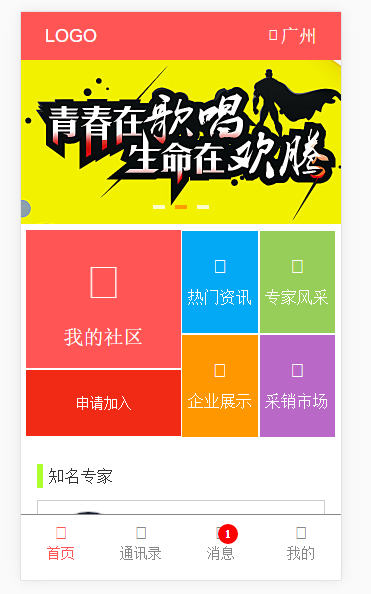 LOGO 广州
青春在歌唱
生命在欢腾
我的社区
热门资讯
专家风采
申请加入
企业展示
采销市场
知名专家
1
首页 通讯录 消息 我的